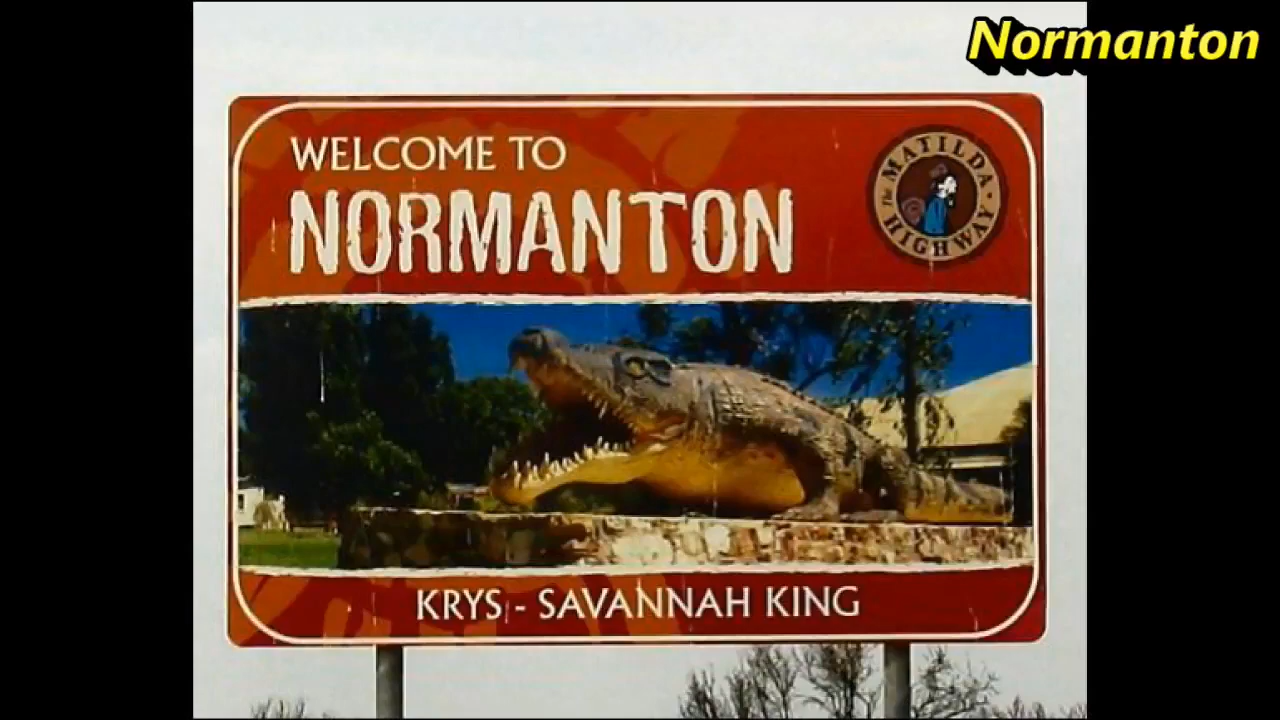 Normanton
WELCOME TO
NORMANTON
The MATILDA HIGHWAY
KRYS - SAVANNAH KING